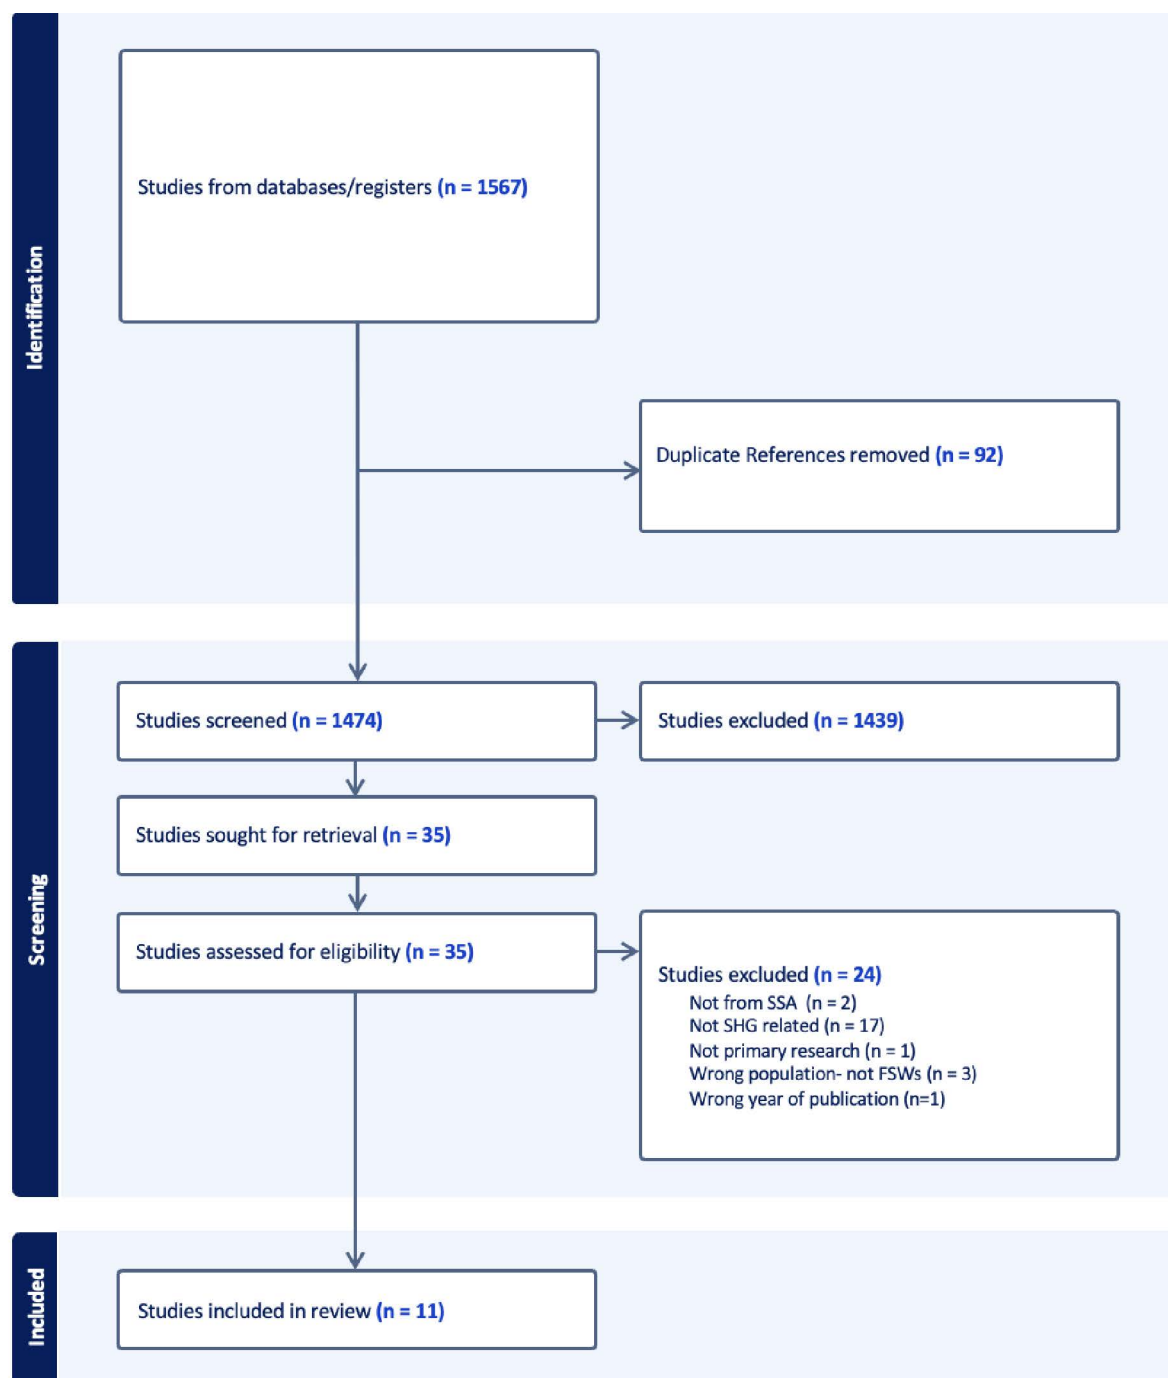 Identification
Studies from databases/registers (n = 1567)
Duplicate References removed (n = 92)
Screening
Studies screened (n = 1474)
Studies excluded (n = 1439)
Studies sought for retrieval (n = 35)
Studies assessed for eligibility (n = 35)
Studies excluded (n = 24)
Not from SSA (n = 2)
Not SHG related (n = 17)
Not primary research (n = 1)
Wrong population- not FSWs (n = 3)
Wrong year of publication (n=1)
Included
Studies included in review (n = 11)